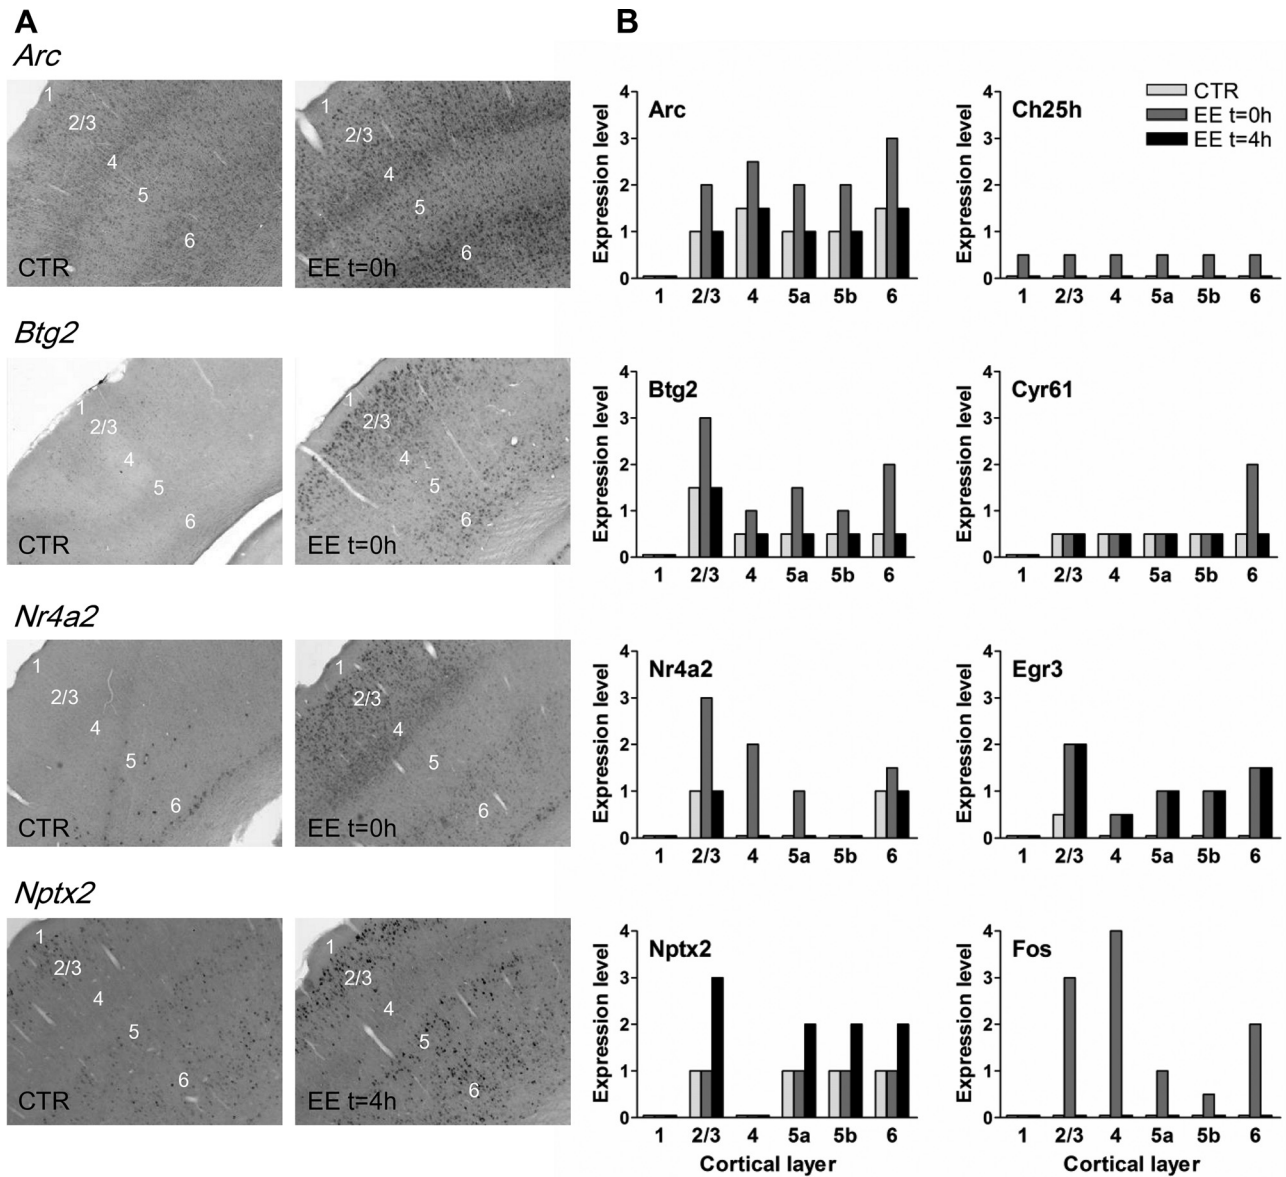 A
Arc
1
2/3
4
5
6
CTR
1
2/3
4
5
6
EE t=0h
Btg2
1
2/3
4
5
6
CTR
1
2/3
4
5
6
EE t=0h
Nr4a2
1
2/3
4
5
6
CTR
1
2/3
4
5
6
EE t=0h
Nptx2
1
2/3
4
5
6
CTR
1
2/3
4
5
6
EE t=4h
B
Arc
Expression level
4
3
2
1
0
1 2/3 4 5a 5b 6
Ch25h
CTR
EE t=0h
EE t=4h
Expression level
4
3
2
1
0
1 2/3 4 5a 5b 6
Btg2
Expression level
4
3
2
1
0
1 2/3 4 5a 5b 6
Cyr61
Expression level
4
3
2
1
0
1 2/3 4 5a 5b 6
Nr4a2
Expression level
4
3
2
1
0
1 2/3 4 5a 5b 6
Egr3
Expression level
4
3
2
1
0
1 2/3 4 5a 5b 6
Nptx2
Expression level
4
3
2
1
0
1 2/3 4 5a 5b 6
Cortical layer
Fos
Expression level
4
3
2
1
0
1 2/3 4 5a 5b 6
Cortical layer